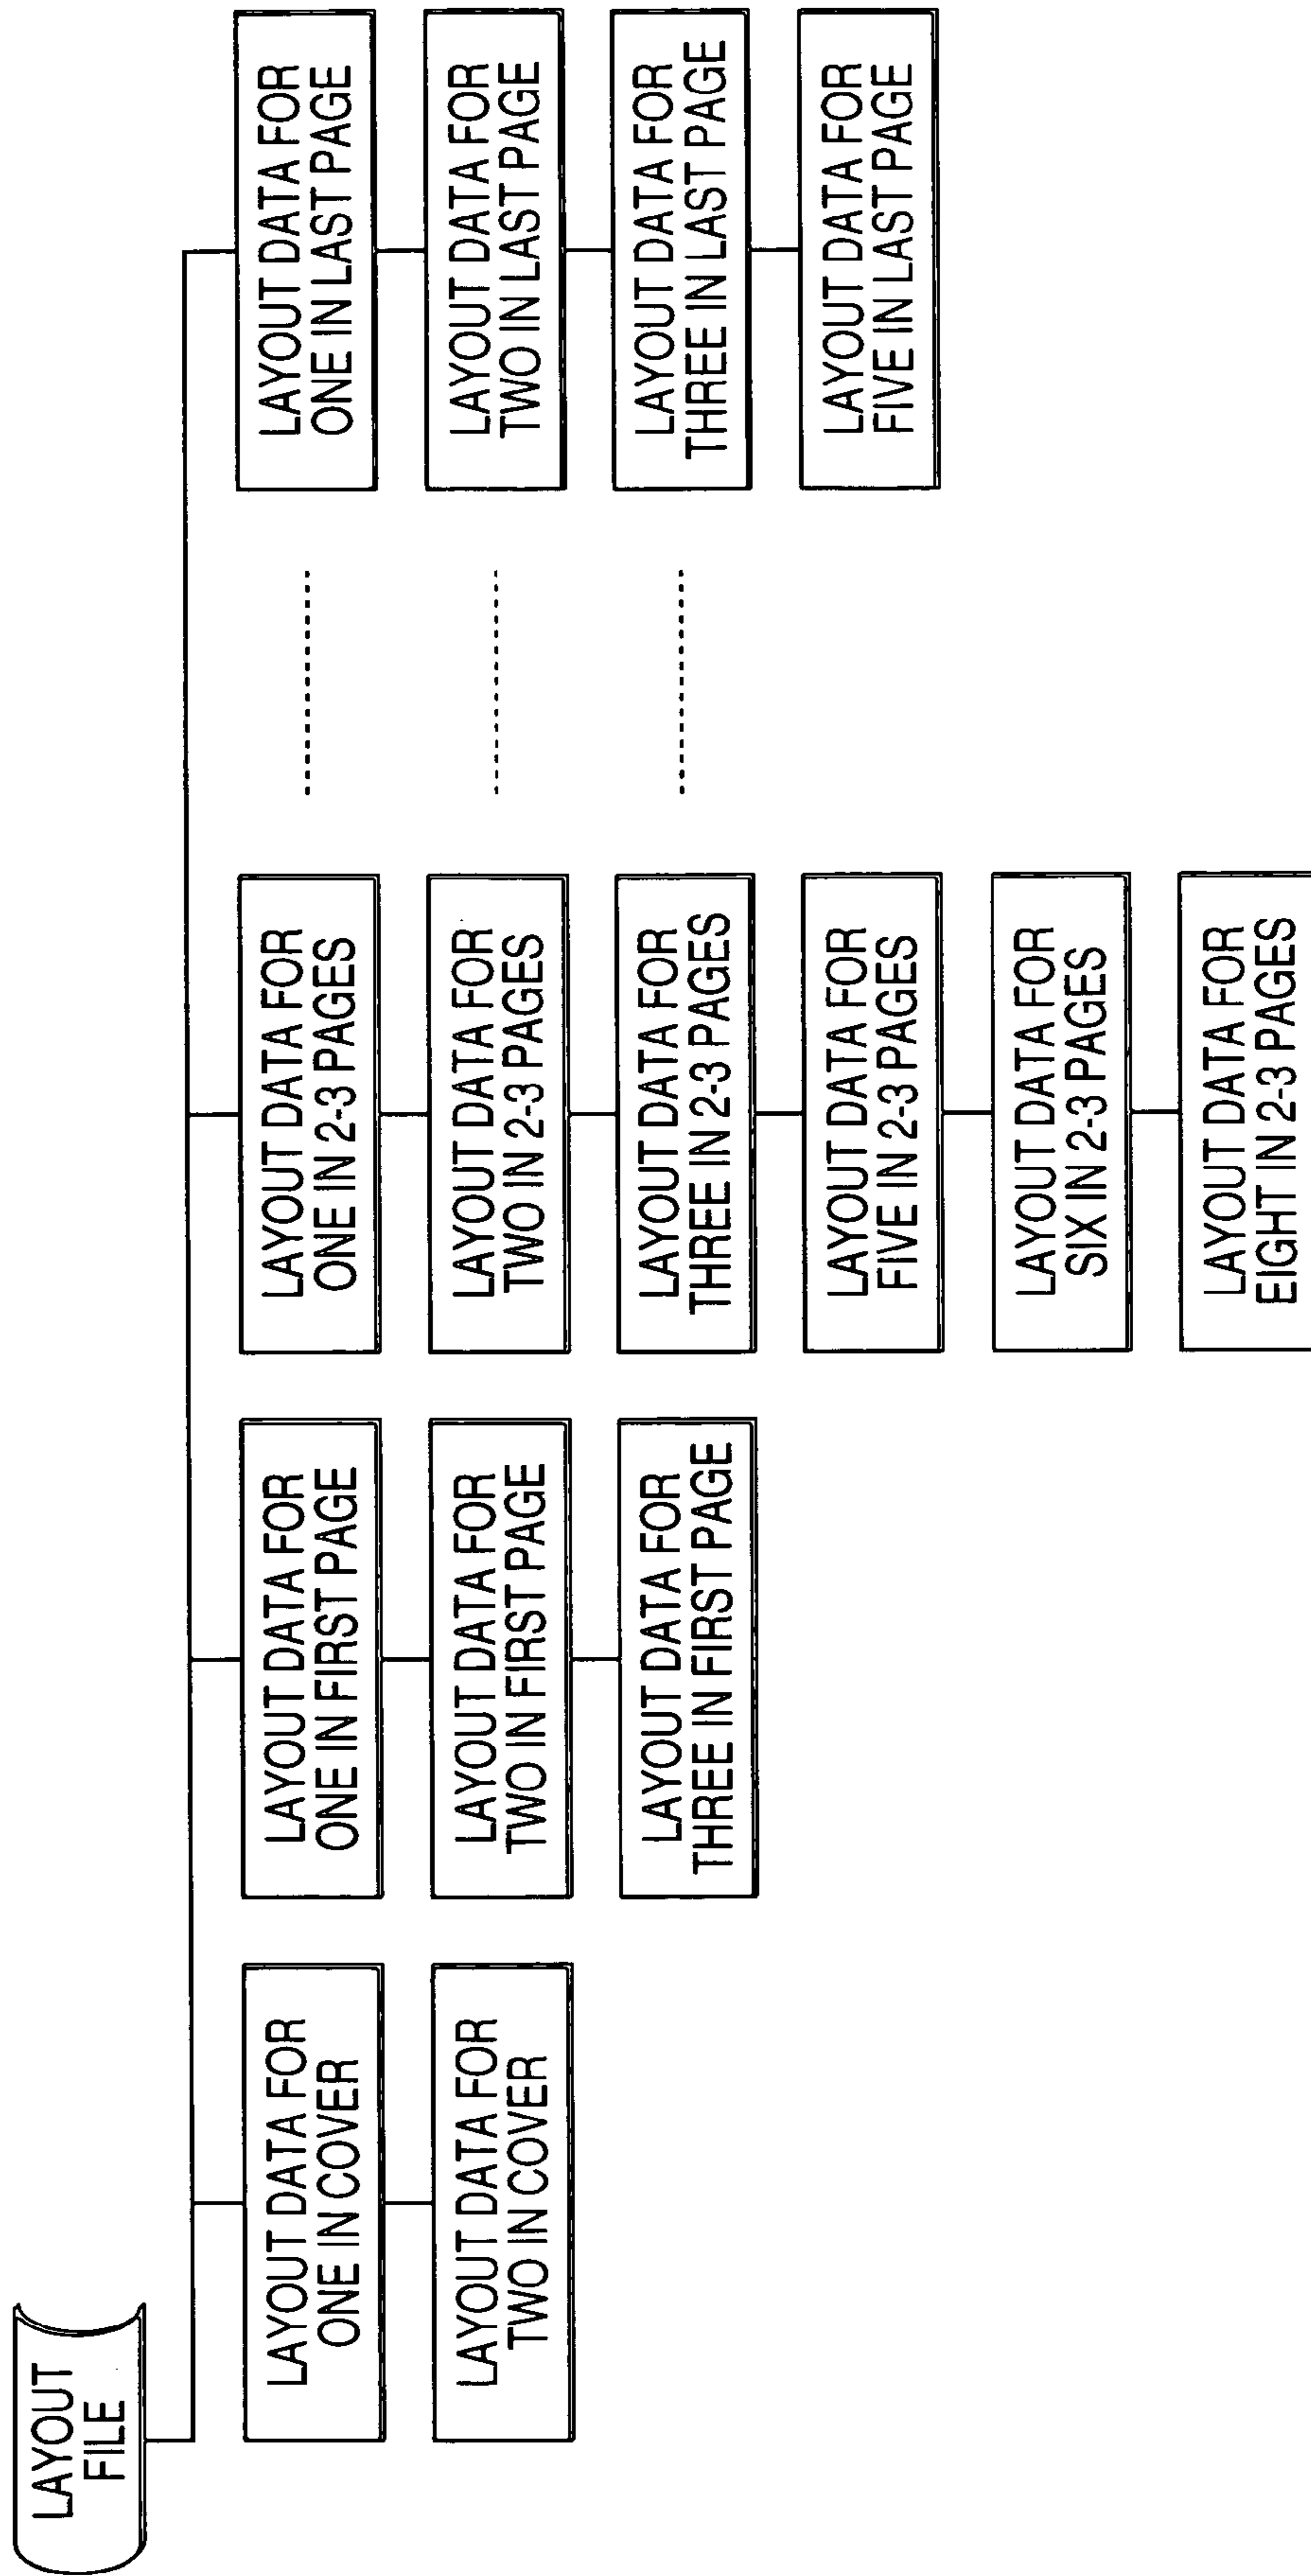 LAYOUT
FILE
LAYOUT DATA FOR
ONE IN COVER
LAYOUT DATA FOR
TWO IN COVER
LAYOUT DATA FOR
ONE IN FIRST PAGE
LAYOUT DATA FOR
TWO IN FIRST PAGE
LAYOUT DATA FOR
THREE IN FIRST PAGE
LAYOUT DATA FOR
ONE IN 2-3 PAGES
LAYOUT DATA FOR
TWO IN 2-3 PAGES
LAYOUT DATA FOR
THREE IN 2-3 PAGES
LAYOUT DATA FOR
FIVE IN 2-3 PAGES
LAYOUT DATA FOR
SIX IN 2-3 PAGES
LAYOUT DATA FOR
EIGHT IN 2-3 PAGES
LAYOUT DATA FOR
ONE IN LAST PAGE
LAYOUT DATA FOR
TWO IN LAST PAGE
LAYOUT DATA FOR
THREE IN LAST PAGE
LAYOUT DATA FOR
FIVE IN LAST PAGE